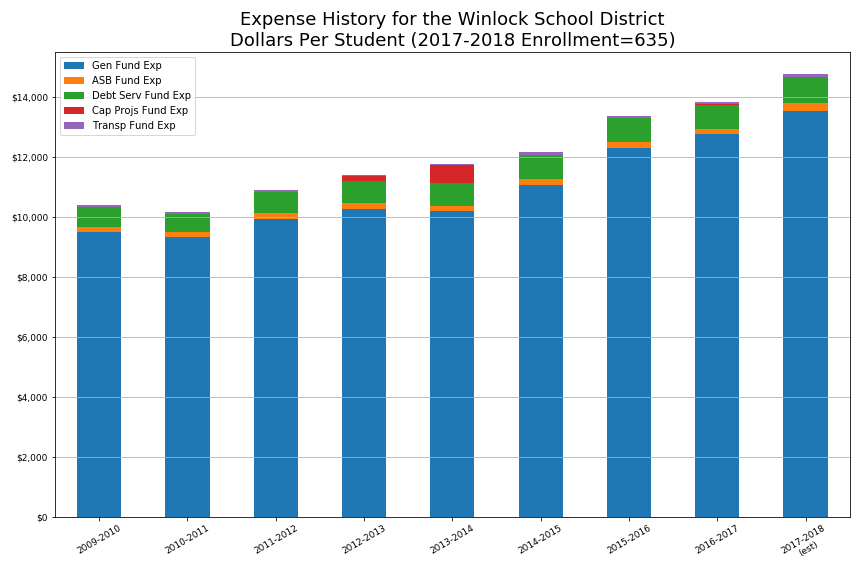 Expense History for the Winlock School District
Dollars Per Student (2017-2018 Enrollment=635)
Gen Fund Exp
ASB Fund Exp
Debt Serv Fund Exp
Cap Projs Fund Exp
Transp Fund Exp
$14,000
$12,000
$10,000
$8,000
$6,000
$4,000
$2,000
$0
2009-2010
2010-2011
2011-2012
2012-2013
2013-2014
2014-2015
2015-2016
2016-2017
2017-2018
(est)